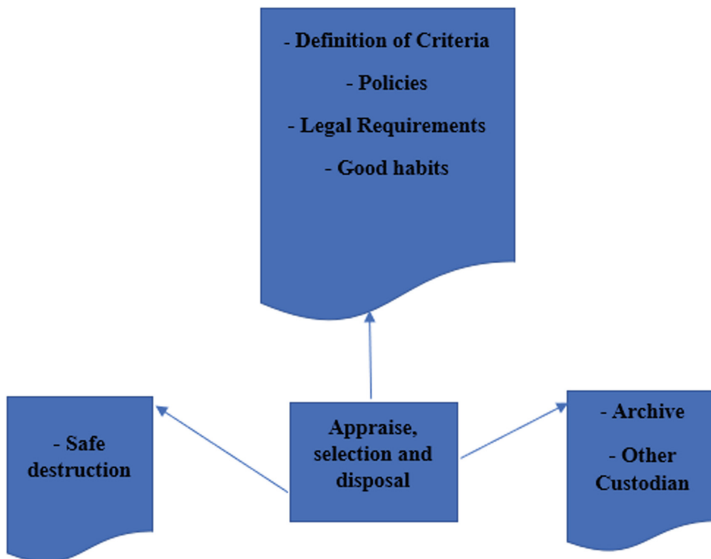 - Definition of Criteria
- Policies
- Legal Requirements
- Good habits
- Safe
destruction
Appraise,
selection and
disposal
- Archive
- Other
Custodian